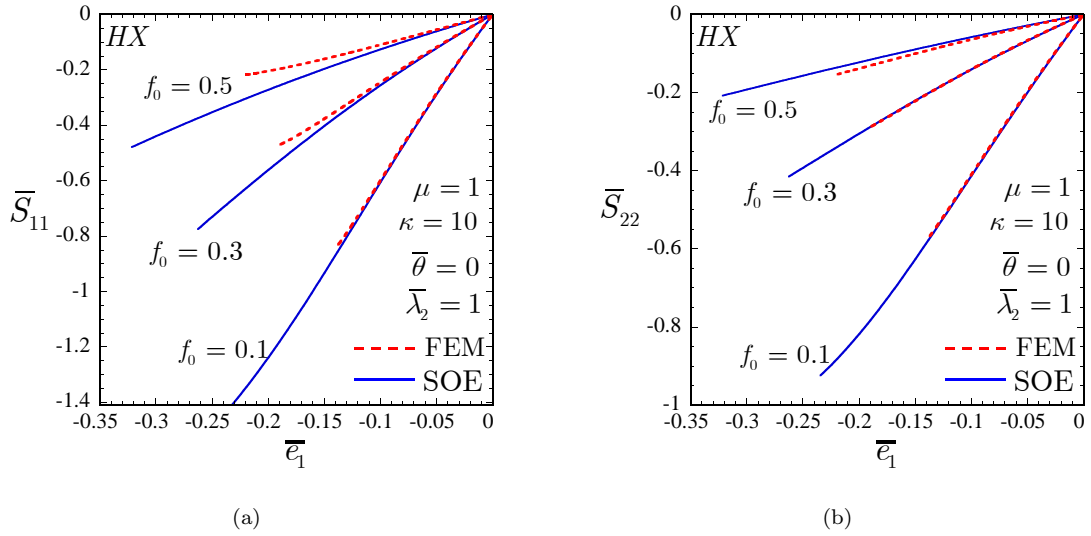 HX
0
-0.2
-0.4
-0.6
-0.8
-1
-1.2
-1.4
f₀ = 0.5
f₀ = 0.3
f₀ = 0.1
S̅₁₁
μ = 1
κ = 10
θ̅ = 0
λ̅₂ = 1
FEM
SOE
-0.35 -0.3 -0.25 -0.2 -0.15 -0.1 -0.05 0
e̅₁
(a)
HX
0
-0.2
-0.4
-0.6
-0.8
-1
f₀ = 0.5
f₀ = 0.3
f₀ = 0.1
S̅₂₂
μ = 1
κ = 10
θ̅ = 0
λ̅₂ = 1
FEM
SOE
-0.35 -0.3 -0.25 -0.2 -0.15 -0.1 -0.05 0
e̅₁
(b)